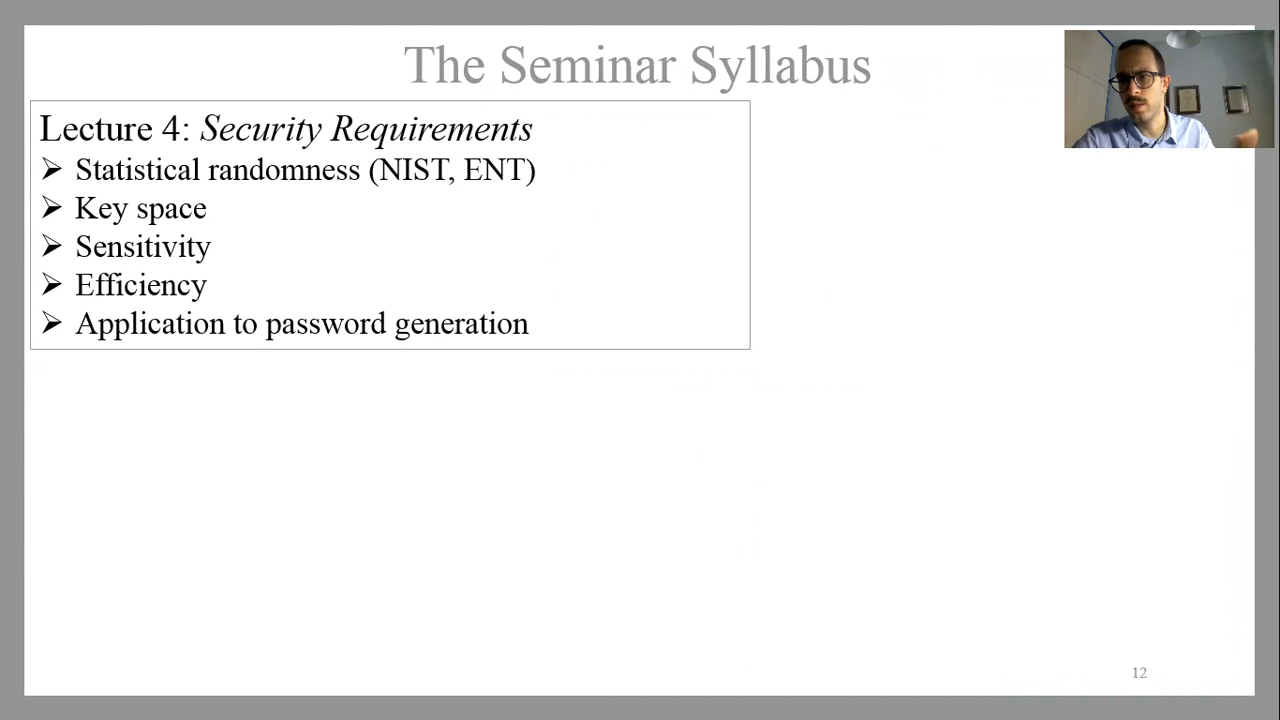 The Seminar Syllabus
Lecture 4: Security Requirements
➢ Statistical randomness (NIST, ENT)
➢ Key space
➢ Sensitivity
➢ Efficiency
➢ Application to password generation
12